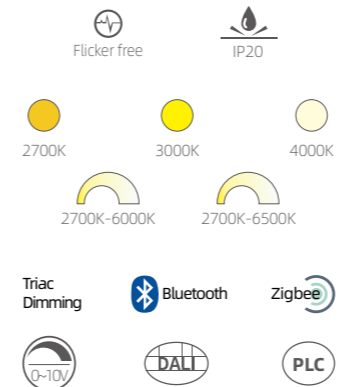 Flicker free
IP20
2700K
3000K
4000K
2700K-6000K
2700K-6500K
Triac
Dimming
Bluetooth
Zigbee
0~10V
DALI
PLC